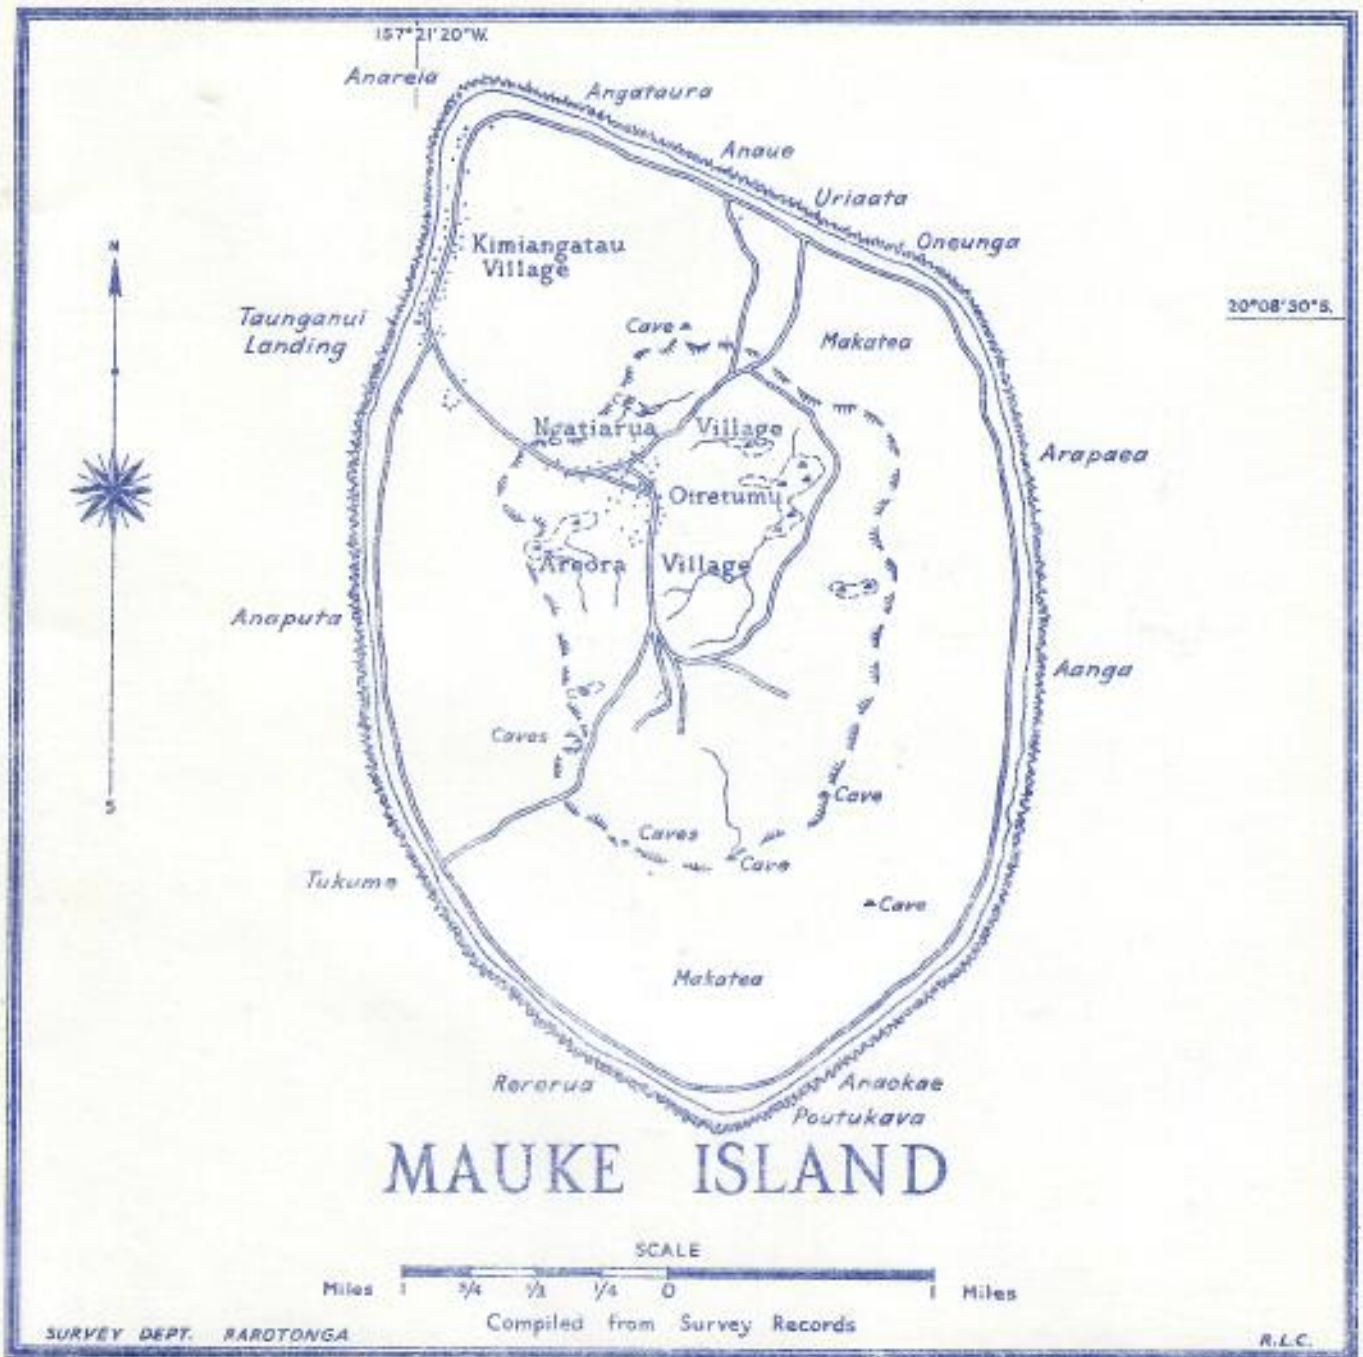 157°21'20"W.
Anareia
Angataura
Anaue
Uriaata
Oneunga
N
Kimiangatau
Village
20°08'30"S.
Taunganui
Landing
Cave
Makatea
Ngatiarua Village
Arapaea
Oiretumu
Areora Village
Anaputa
Aanga
Caves
Cave
S
Caves
Cave
Tukume
Cave
Makatea
Rororua
Anaokae
Poutukava
MAUKE ISLAND
SCALE
Miles 1 3/4 1/2 1/4 0 1 Miles
Compiled from Survey Records
SURVEY DEPT. RAROTONGA
R.L.C.